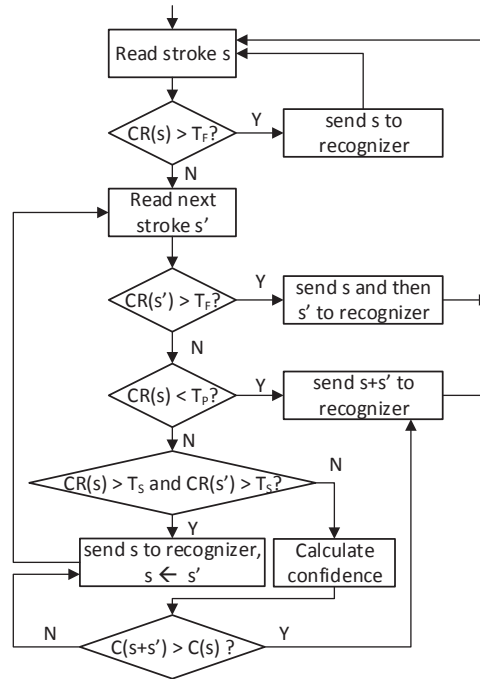 Read stroke s
CR(s) > T_F?
Y
send s to
recognizer
N
Read next
stroke s’
CR(s’) > T_F?
Y
send s and then
s’ to recognizer
N
CR(s) < T_P?
Y
send s+s’ to
recognizer
N
CR(s) > T_S and CR(s’) > T_S?
N
Y
send s to recognizer,
s ← s’
Calculate
confidence
N
C(s+s’) > C(s) ?
Y